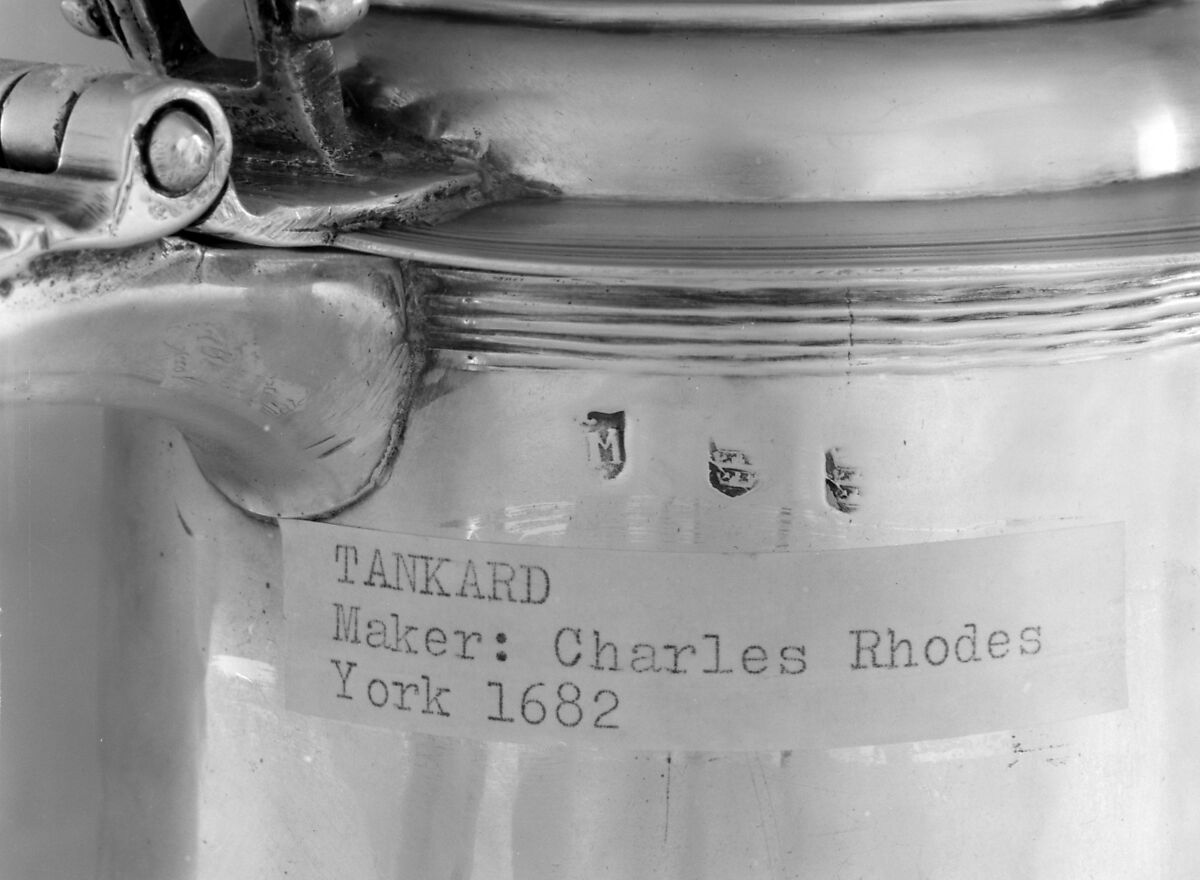 M
TANKARD
Maker: Charles Rhodes
York 1682